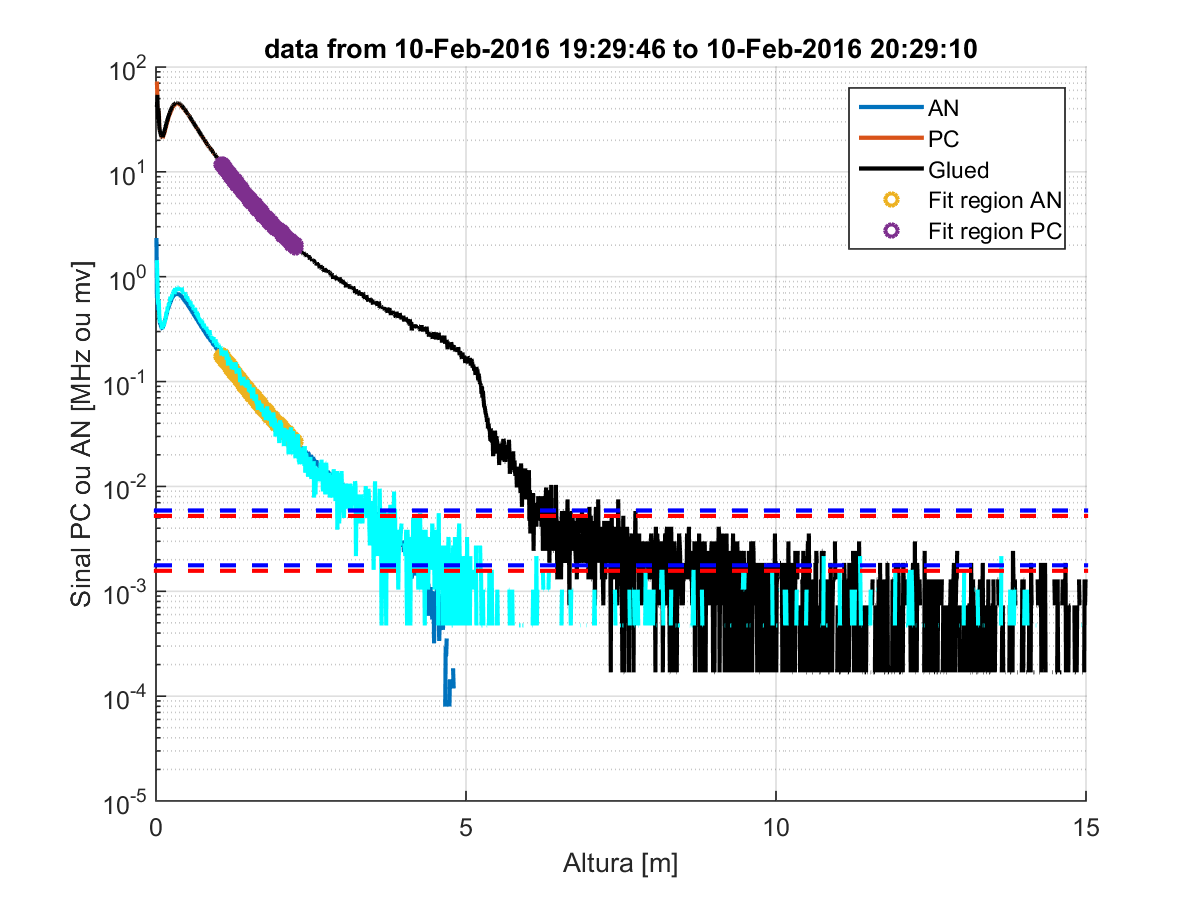 data from 10-Feb-2016 19:29:46 to 10-Feb-2016 20:29:10
AN
PC
Glued
Fit region AN
Fit region PC
Sinal PC ou AN [MHz ou mv]
10^2
10^1
10^0
10^-1
10^-2
10^-3
10^-4
10^-5
0
5
10
15
Altura [m]